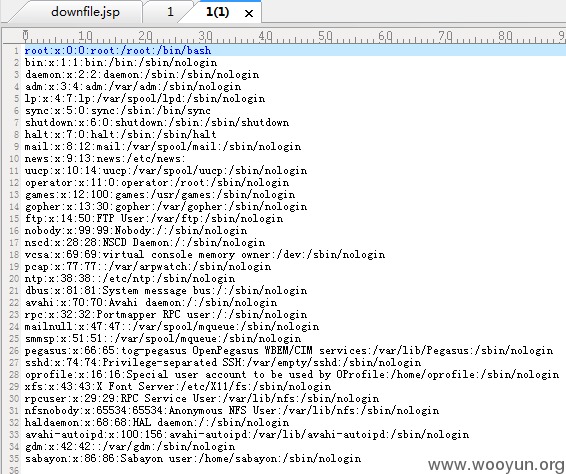 downfile.jsp 1 1(1)
0 10 20 30 40 50 60 70 80 9
1 root:x:0:0:root:/root:/bin/bash
2 bin:x:1:1:bin:/bin:/sbin/nologin
3 daemon:x:2:2:daemon:/sbin:/sbin/nologin
4 adm:x:3:4:adm:/var/adm:/sbin/nologin
5 lp:x:4:7:lp:/var/spool/lpd:/sbin/nologin
6 sync:x:5:0:sync:/sbin:/bin/sync
7 shutdown:x:6:0:shutdown:/sbin:/sbin/shutdown
8 halt:x:7:0:halt:/sbin:/sbin/halt
9 mail:x:8:12:mail:/var/spool/mail:/sbin/nologin
10 news:x:9:13:news:/etc/news:
11 uucp:x:10:14:uucp:/var/spool/uucp:/sbin/nologin
12 operator:x:11:0:operator:/root:/sbin/nologin
13 games:x:12:100:games:/usr/games:/sbin/nologin
14 gopher:x:13:30:gopher:/var/gopher:/sbin/nologin
15 ftp:x:14:50:FTP User:/var/ftp:/sbin/nologin
16 nobody:x:99:99:Nobody:/:/sbin/nologin
17 nscd:x:28:28:NSCD Daemon:/:/sbin/nologin
18 vcsa:x:69:69:virtual console memory owner:/dev:/sbin/nologin
19 pcap:x:77:77::/var/arpwatch:/sbin/nologin
20 ntp:x:38:38::/etc/ntp:/sbin/nologin
21 dbus:x:81:81:System message bus:/:/sbin/nologin
22 avahi:x:70:70:Avahi daemon:/:/sbin/nologin
23 rpc:x:32:32:Portmapper RPC user:/:/sbin/nologin
24 mailnull:x:47:47::/var/spool/mqueue:/sbin/nologin
25 smmsp:x:51:51::/var/spool/mqueue:/sbin/nologin
26 pegasus:x:66:65:tog-pegasus OpenPegasus WBEM/CIM services:/var/lib/Pegasus:/sbin/nologin
27 sshd:x:74:74:Privilege-separated SSH:/var/empty/sshd:/sbin/nologin
28 oprofile:x:16:16:Special user account to be used by OProfile:/home/oprofile:/sbin/nologin
29 xfs:x:43:43:X Font Server:/etc/X11/fs:/sbin/nologin
30 rpcuser:x:29:29:RPC Service User:/var/lib/nfs:/sbin/nologin
31 nfsnobody:x:65534:65534:Anonymous NFS User:/var/lib/nfs:/sbin/nologin
32 haldaemon:x:68:68:HAL daemon:/:/sbin/nologin
33 avahi-autoipd:x:100:156:avahi-autoipd:/var/lib/avahi-autoipd:/sbin/nologin
34 gdm:x:42:42::/var/gdm:/sbin/nologin
35 sabayon:x:86:86:Sabayon user:/home/sabayon:/sbin/nologin
36
www.wooyun.org